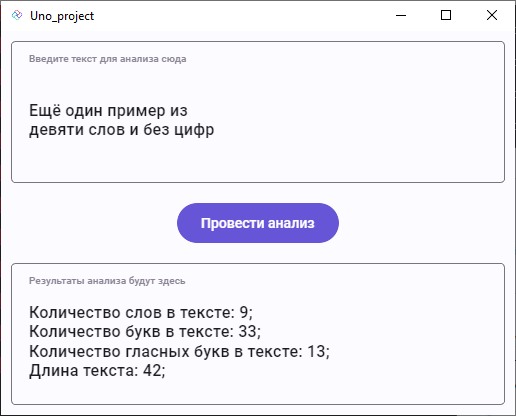 Uno_project
Введите текст для анализа сюда
Ещё один пример из
девяти слов и без цифр
Провести анализ
Результаты анализа будут здесь
Количество слов в тексте: 9;
Количество букв в тексте: 33;
Количество гласных букв в тексте: 13;
Длина текста: 42;